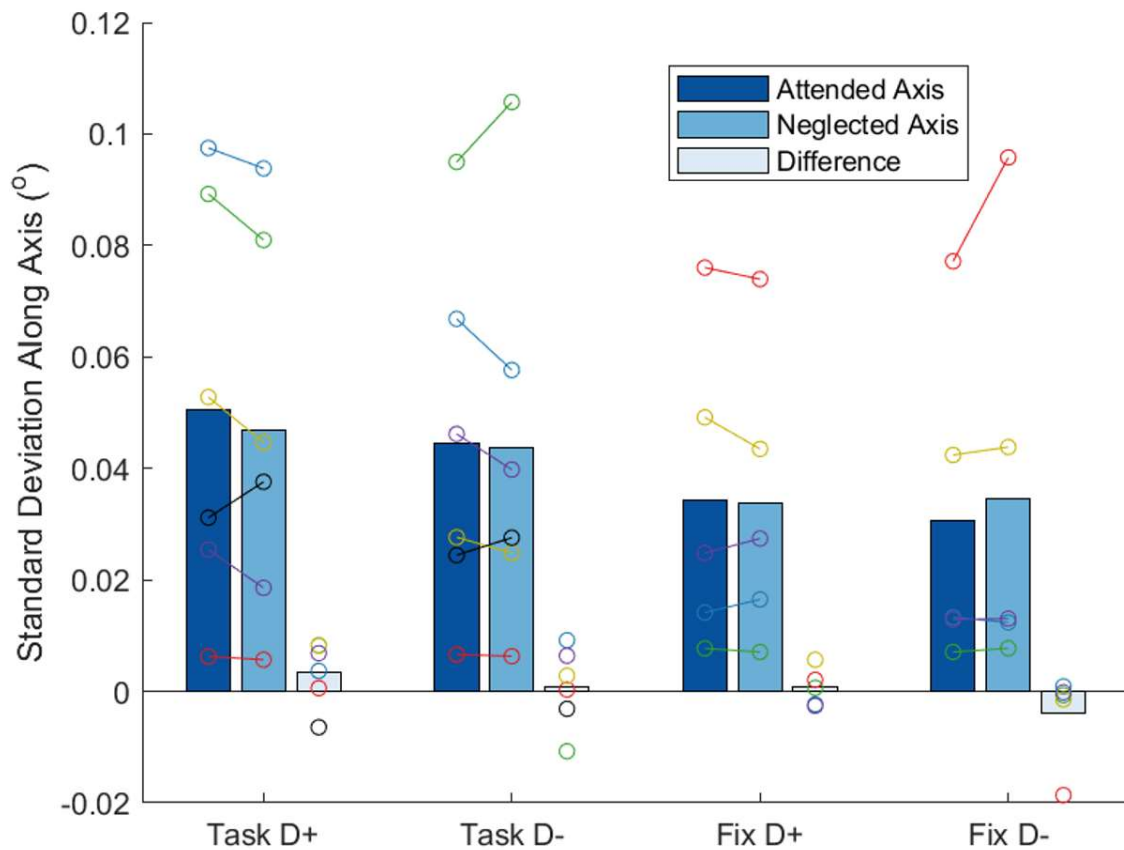 Standard Deviation Along Axis (°)
0.12
0.1
0.08
0.06
0.04
0.02
0
-0.02
Attended Axis
Neglected Axis
Difference
Task D+
Task D-
Fix D+
Fix D-